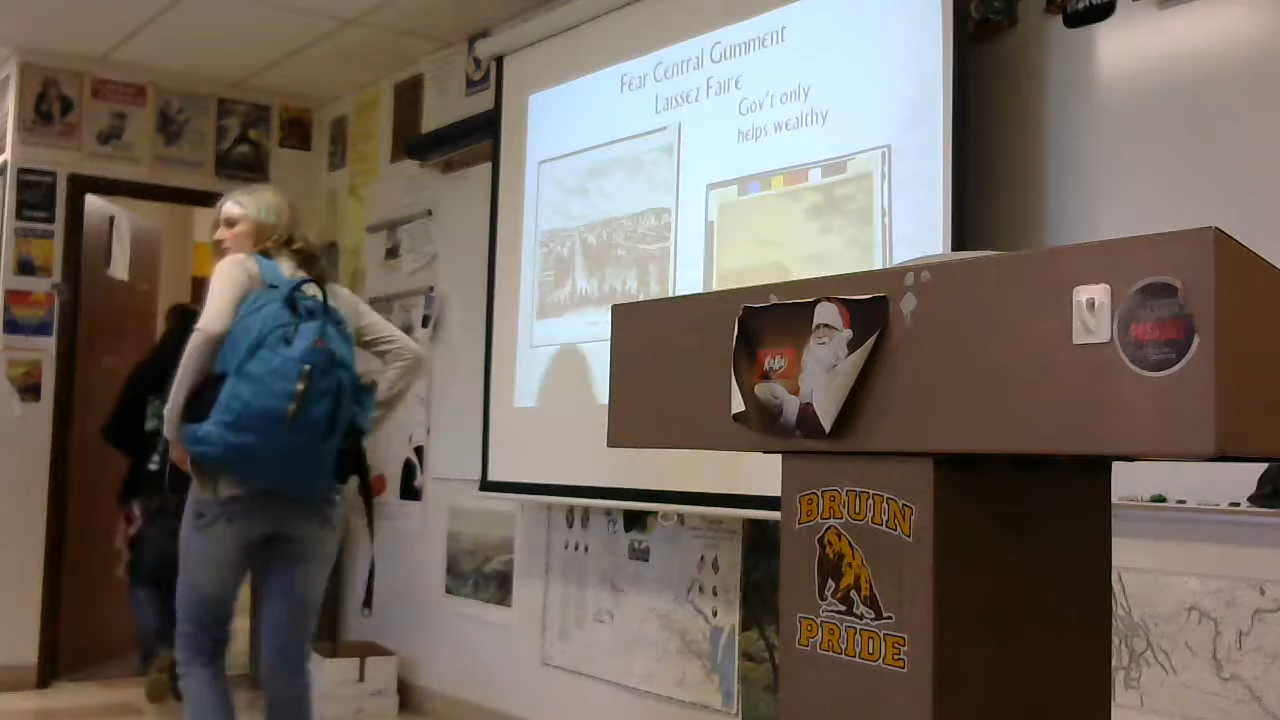 Fear Central Gumment
Laissez Faire
Gov't only
helps wealthy
BRUIN
PRIDE